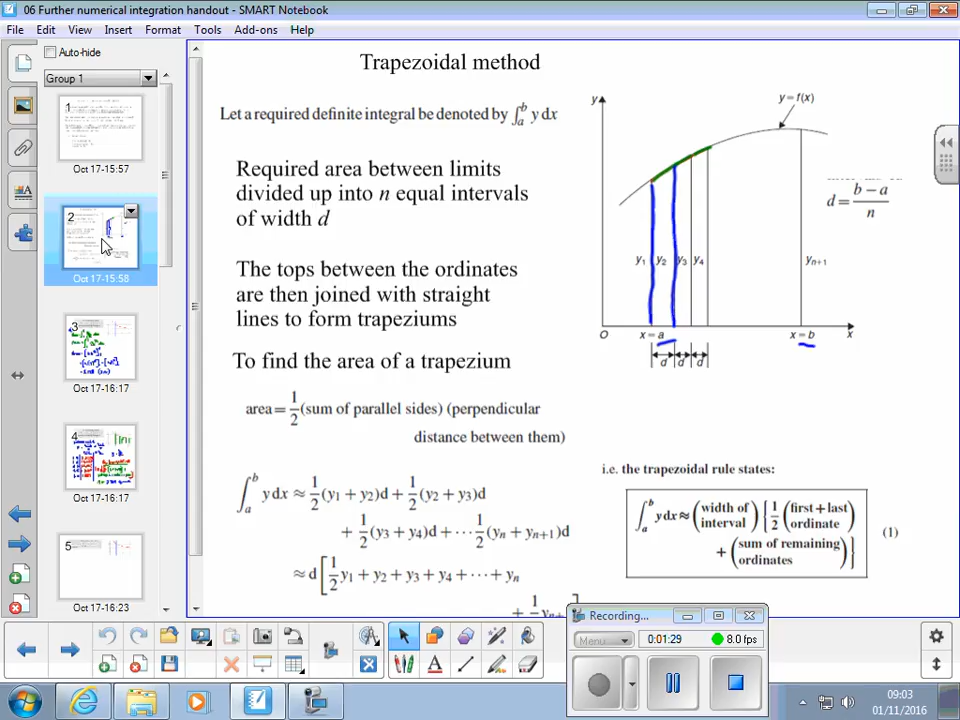 06 Further numerical integration handout - SMART Notebook
File Edit View Insert Format Tools Add-ons Help
Auto-hide
Group 1
1
Oct 17-15:57
2
Oct 17-15:58
3
Oct 17-16:17
4
Oct 17-16:17
5
Oct 17-16:23
Trapezoidal method
Let a required definite integral be denoted by ∫ₐᵇ y dx
Required area between limits
divided up into n equal intervals
of width d
The tops between the ordinates
are then joined with straight
lines to form trapeziums
To find the area of a trapezium
area = 1/2 (sum of parallel sides) (perpendicular
distance between them)
∫ₐᵇ y dx ≈ 1/2 (y1 + y2)d + 1/2 (y2 + y3)d
+ 1/2 (y3 + y4)d + ··· 1/2 (yn + yn+1)d
≈ d [ 1/2 y1 + y2 + y3 + y4 + ··· + yn
y
y=f(x)
d = (b−a)/n
y1 y2 y3 y4 yn+1
O x=a x=b x
d d d
i.e. the trapezoidal rule states:
∫ₐᵇ y dx ≈ (width of interval) { 1/2 (first + last ordinate)
+ (sum of remaining ordinates) }
(1)
Recording...
Menu 0:01:29 8.0 fps
09:03
01/11/2016